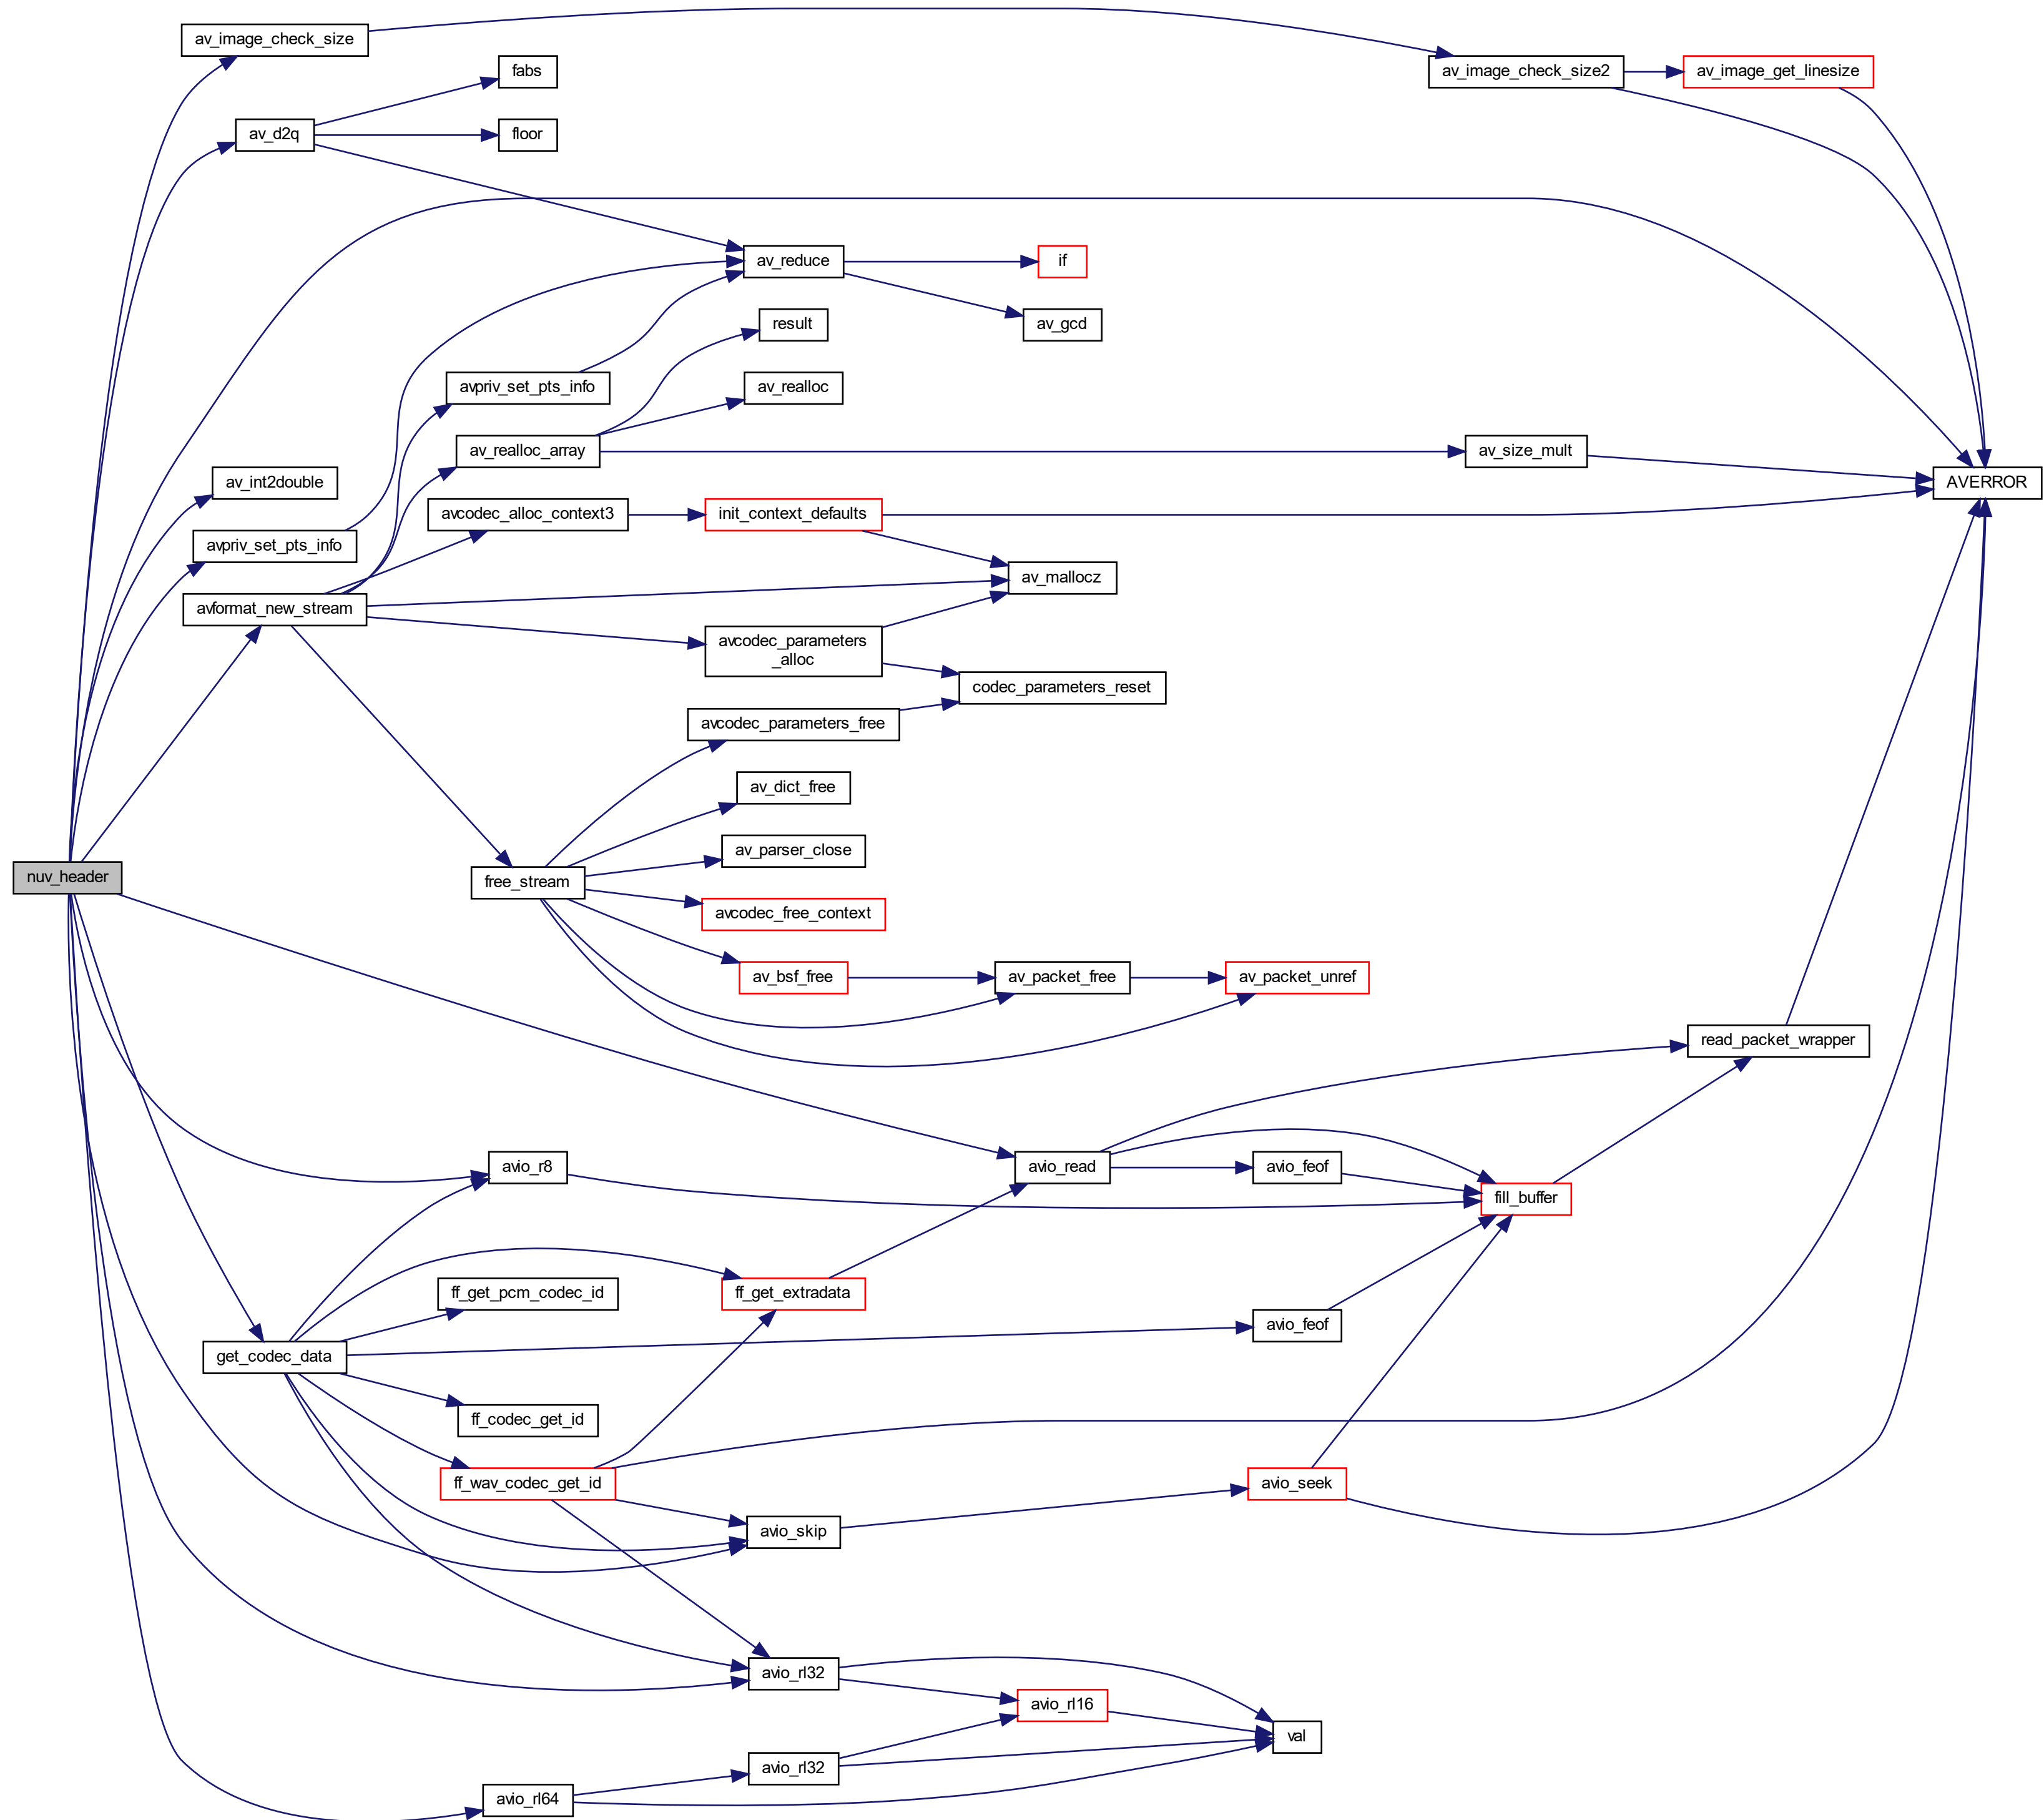 av_image_check_size
fabs
av_image_check_size2
av_image_get_linesize
av_d2q
floor
av_reduce
if
result
av_gcd
avpriv_set_pts_info
av_realloc
av_realloc_array
av_size_mult
av_int2double
AVERROR
avcodec_alloc_context3
init_context_defaults
avpriv_set_pts_info
av_mallocz
avformat_new_stream
avcodec_parameters
_alloc
codec_parameters_reset
avcodec_parameters_free
av_dict_free
av_parser_close
nuv_header
free_stream
avcodec_free_context
av_bsf_free
av_packet_free
av_packet_unref
read_packet_wrapper
avio_r8
avio_read
avio_feof
fill_buffer
ff_get_pcm_codec_id
ff_get_extradata
avio_feof
get_codec_data
ff_codec_get_id
ff_wav_codec_get_id
avio_seek
avio_skip
avio_rl32
avio_rl16
val
avio_rl32
avio_rl64